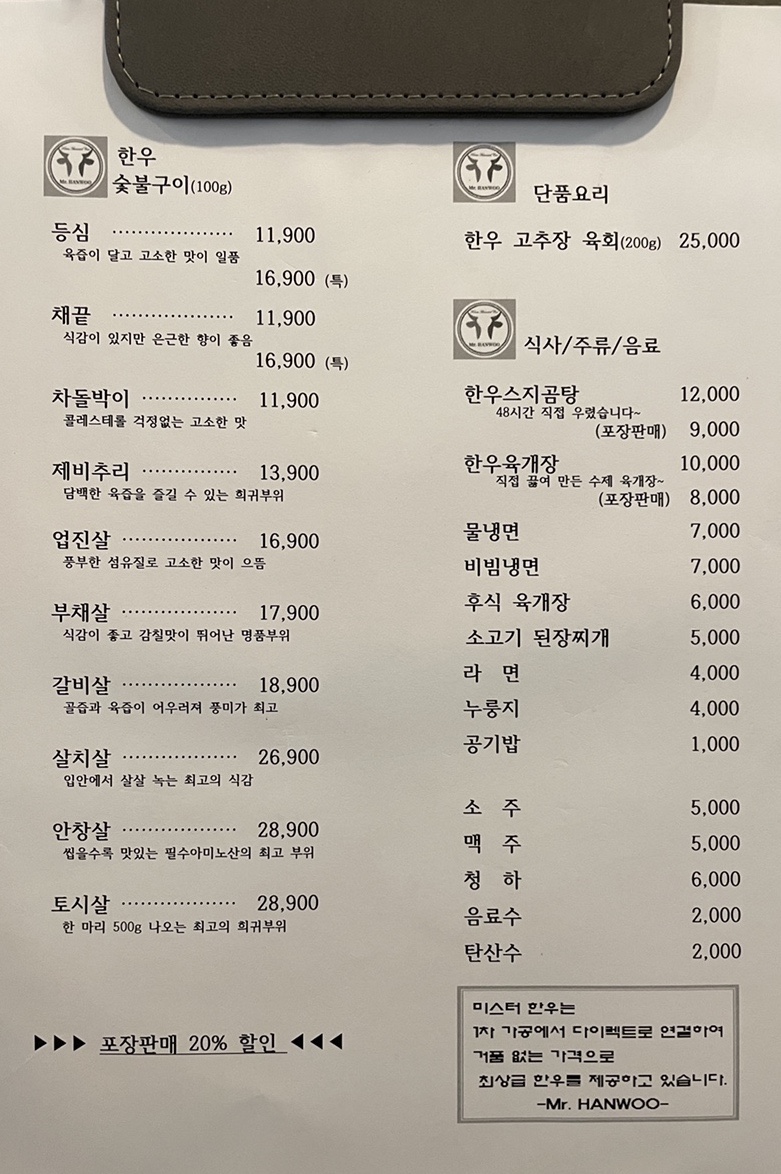 한우
숯불구이(100g)
등심 ··················· 11,900
육즙이 달고 고소한 맛이 일품
16,900 (특)
채끝 ··················· 11,900
식감이 있지만 은근한 향이 좋음
16,900 (특)
차돌박이 ··············· 11,900
콜레스테롤 걱정없는 고소한 맛
제비추리 ··············· 13,900
담백한 육즙을 즐길 수 있는 희귀부위
업진살 ·················· 16,900
풍부한 섬유질로 고소한 맛이 으뜸
부채살 ·················· 17,900
식감이 좋고 감칠맛이 뛰어난 명품부위
갈비살 ·················· 18,900
골즙과 육즙이 어우러져 풍미가 최고
살치살 ·················· 26,900
입안에서 살살 녹는 최고의 식감
안창살 ·················· 28,900
씹을수록 맛있는 필수아미노산의 최고 부위
토시살 ·················· 28,900
한 마리 500g 나오는 최고의 희귀부위
▶▶▶ 포장판매 20% 할인 ◀◀◀
단품요리
한우 고추장 육회(200g) 25,000
식사/주류/음료
한우스지곰탕 12,000
48시간 직접 우렸습니다~
(포장판매) 9,000
한우육개장 10,000
직접 끓여 만든 수제 육개장~
(포장판매) 8,000
물냉면 7,000
비빔냉면 7,000
후식 육개장 6,000
소고기 된장찌개 5,000
라 면 4,000
누룽지 4,000
공기밥 1,000
소 주 5,000
맥 주 5,000
청 하 6,000
음료수 2,000
탄산수 2,000
미스터 한우는
1차 가공에서 다이렉트로 연결하여
거품 없는 가격으로
최상급 한우를 제공하고 있습니다.
-Mr. HANWOO-